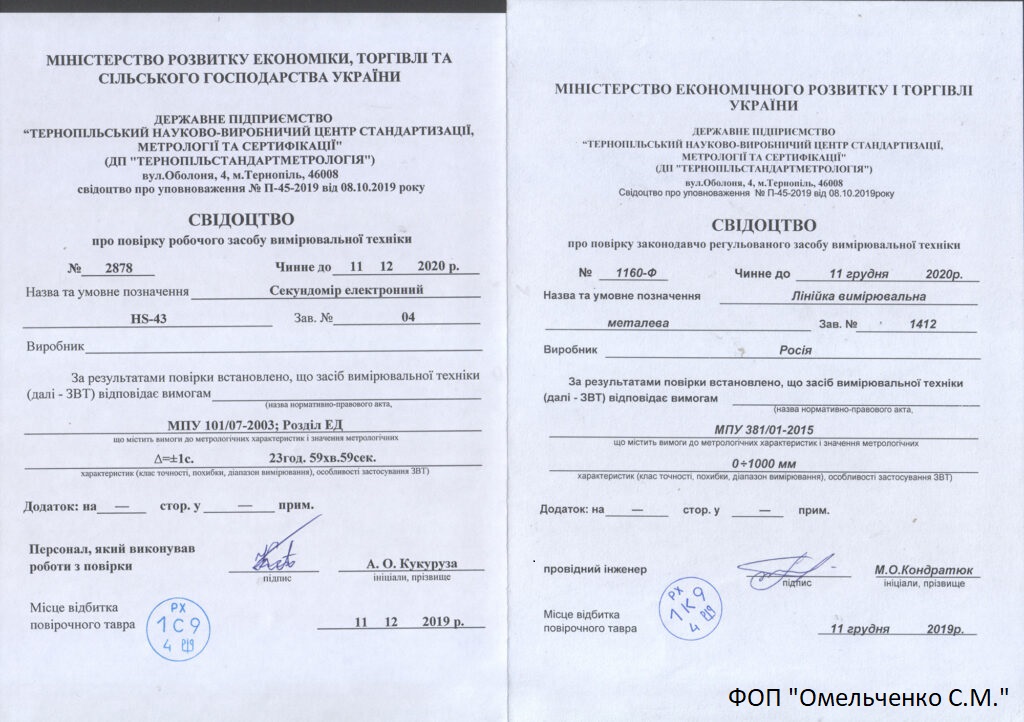 МІНІСТЕРСТВО РОЗВИТКУ ЕКОНОМІКИ, ТОРГІВЛІ ТА
СІЛЬСЬКОГО ГОСПОДАРСТВА УКРАЇНИ
ДЕРЖАВНЕ ПІДПРИЄМСТВО
“ТЕРНОПІЛЬСЬКИЙ НАУКОВО-ВИРОБНИЧИЙ ЦЕНТР СТАНДАРТИЗАЦІЇ,
МЕТРОЛОГІЇ ТА СЕРТИФІКАЦІЇ"
(ДП "ТЕРНОПІЛЬСТАНДАРТМЕТРОЛОГІЯ")
вул.Оболоня, 4, м.Тернопіль, 46008
свідоцтво про уповноваження № П-45-2019 від 08.10.2019 року
СВІДОЦТВО
про повірку робочого засобу вимірювальної техніки
№ 2878 Чинне до 11 12 2020 р.
Назва та умовне позначення Секундомір електронний
HS-43 Зав. № 04
Виробник
За результатами повірки встановлено, що засіб вимірювальної техніки
(далі - ЗВТ) відповідає вимогам
(назва нормативно-правового акта,
МПУ 101/07-2003; Розділ ЕД
що містить вимоги до метрологічних характеристик і значення метрологічних
Δ=±1с. 23год. 59хв.59сек.
характеристик (клас точності, похибки, діапазон вимірювання), особливості застосування ЗВТ)
Додаток: на — стор. у — прим.
Персонал, який виконував
роботи з повірки
А. О. Кукуруза
підпис ініціали, прізвище
Місце відбитка
повірочного тавра
РХ
1С9
4
11 12 2019 р.
МІНІСТЕРСТВО ЕКОНОМІЧНОГО РОЗВИТКУ І ТОРГІВЛІ
УКРАЇНИ
ДЕРЖАВНЕ ПІДПРИЄМСТВО
“ТЕРНОПІЛЬСЬКИЙ НАУКОВО-ВИРОБНИЧИЙ ЦЕНТР СТАНДАРТИЗАЦІЇ,
МЕТРОЛОГІЇ ТА СЕРТИФІКАЦІЇ"
(ДП "ТЕРНОПІЛЬСТАНДАРТМЕТРОЛОГІЯ")
вул.Оболоня, 4, м.Тернопіль, 46008
Свідоцтво про уповноваження № П-45-2019 від 08.10.2019року
СВІДОЦТВО
про повірку законодавчо регульованого засобу вимірювальної техніки
№ 1160-Ф Чинне до 11 грудня 2020р.
Назва та умовне позначення Лінійка вимірювальна
металева Зав. № 1412
Виробник Росія
За результатами повірки встановлено, що засіб вимірювальної техніки
(далі - ЗВТ) відповідає вимогам
(назва нормативно-правового акта,
МПУ 381/01-2015
що містить вимоги до метрологічних характеристик і значення метрологічних
0÷1000 мм
характеристик (клас точності, похибки, діапазон вимірювання), особливості застосування ЗВТ)
Додаток: на — стор. у — прим.
провідний інженер М.О.Кондратюк
підпис ініціали, прізвище
Місце відбитка
повірочного тавра
РХ
1К9
4
11 грудня 2019р.
ФОП "Омельченко С.М."